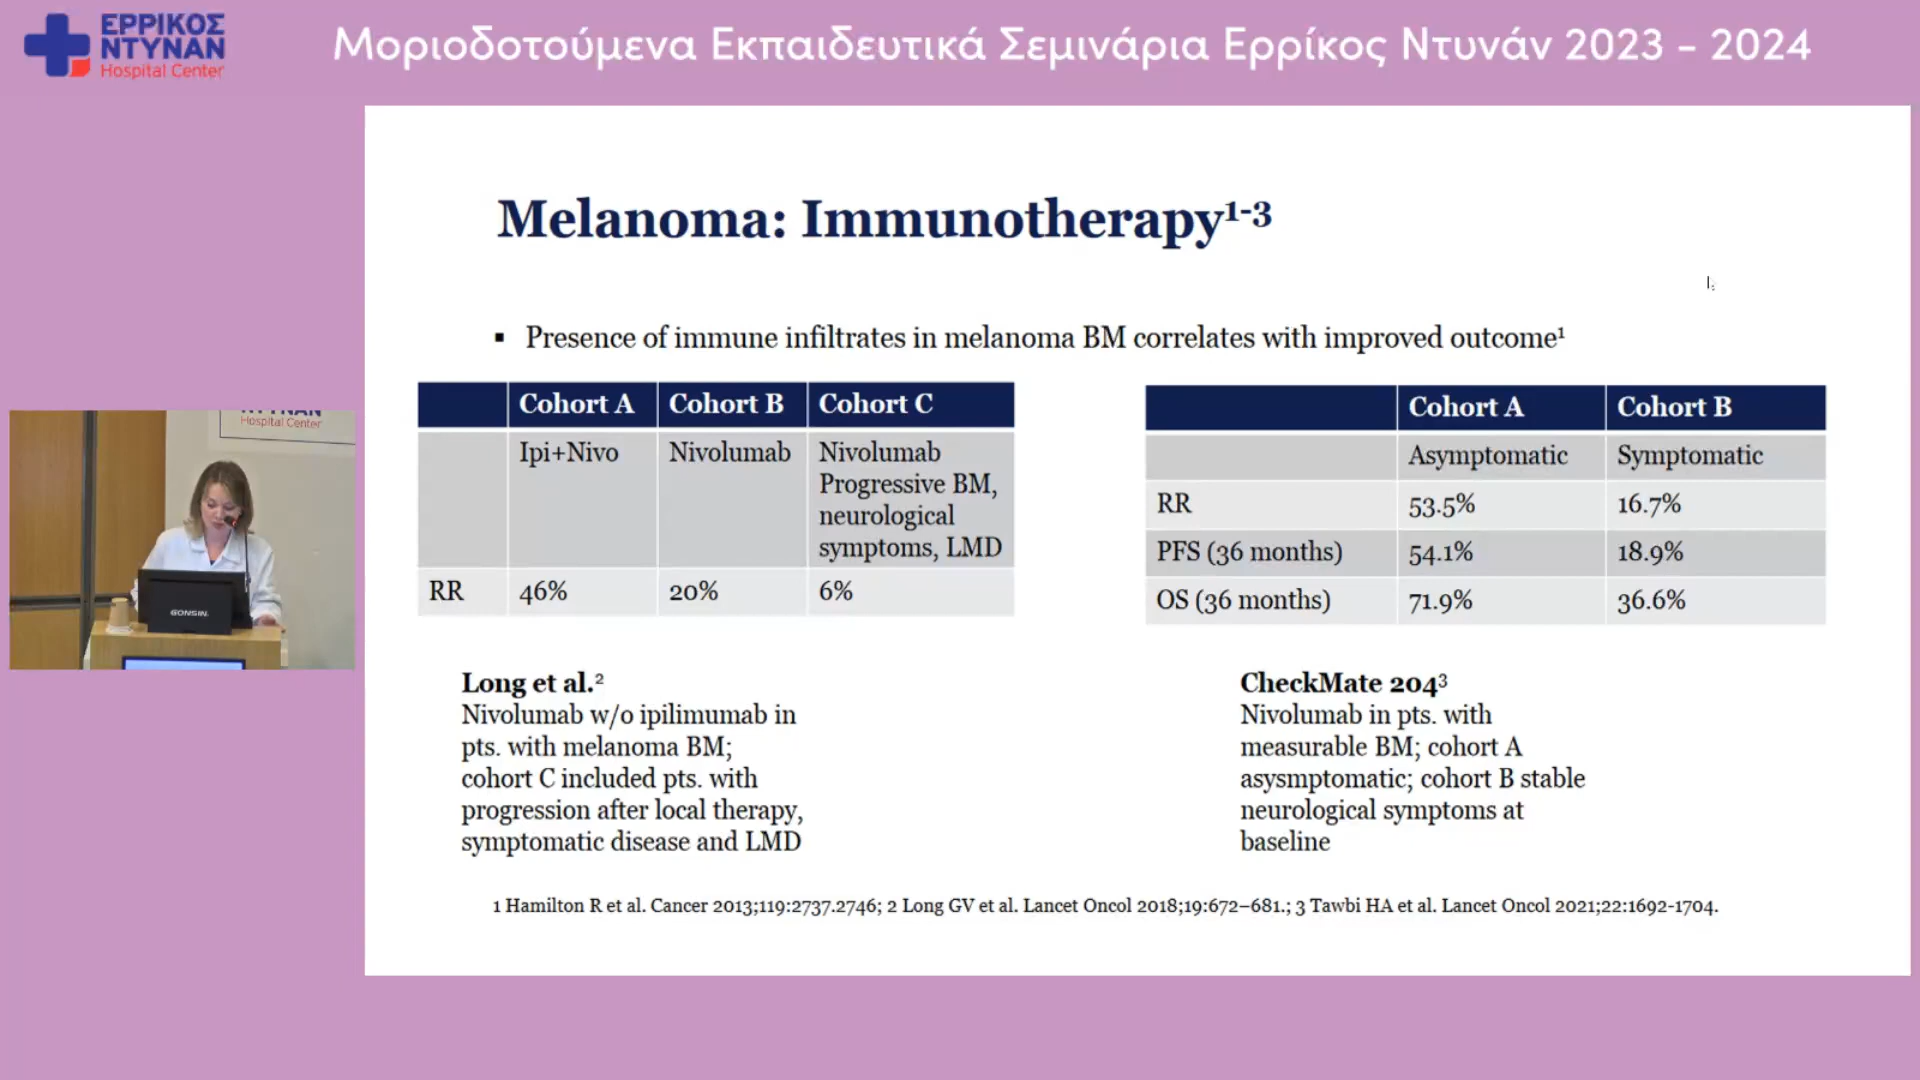 ΕΡΡΙΚΟΣ
ΝΤΥΝΑΝ
Hospital Center
Μοριοδοτούμενα Εκπαιδευτικά Σεμινάρια Ερρίκος Ντυνάν 2023 – 2024
Melanoma: Immunotherapy¹⁻³
▪ Presence of immune infiltrates in melanoma BM correlates with improved outcome¹
Cohort A Cohort B Cohort C
Ipi+Nivo Nivolumab Nivolumab
Progressive BM,
neurological
symptoms, LMD
RR 46% 20% 6%
Cohort A Cohort B
Asymptomatic Symptomatic
RR 53.5% 16.7%
PFS (36 months) 54.1% 18.9%
OS (36 months) 71.9% 36.6%
Long et al.²
Nivolumab w/o ipilimumab in
pts. with melanoma BM;
cohort C included pts. with
progression after local therapy,
symptomatic disease and LMD
CheckMate 204³
Nivolumab in pts. with
measurable BM; cohort A
asysmptomatic; cohort B stable
neurological symptoms at
baseline
1 Hamilton R et al. Cancer 2013;119:2737.2746; 2 Long GV et al. Lancet Oncol 2018;19:672–681.; 3 Tawbi HA et al. Lancet Oncol 2021;22:1692-1704.
ΝΤΥΝΑΝ
Hospital Center
GONSIN